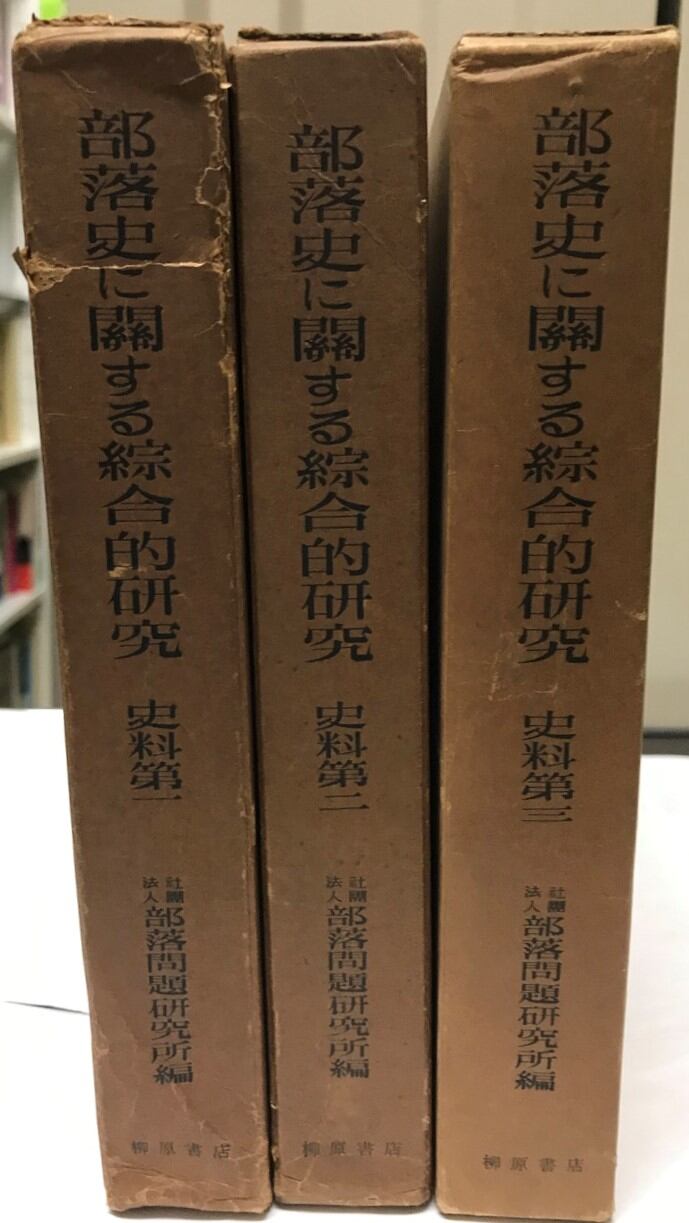 部落史に關する綜合的研究
史料第一
社團
法人
部落問題研究所編
柳原書店
部落史に關する綜合的研究
史料第二
社團
法人
部落問題研究所編
柳原書店
部落史に關する綜合的研究
史料第三
社團
法人
部落問題研究所編
柳原書店